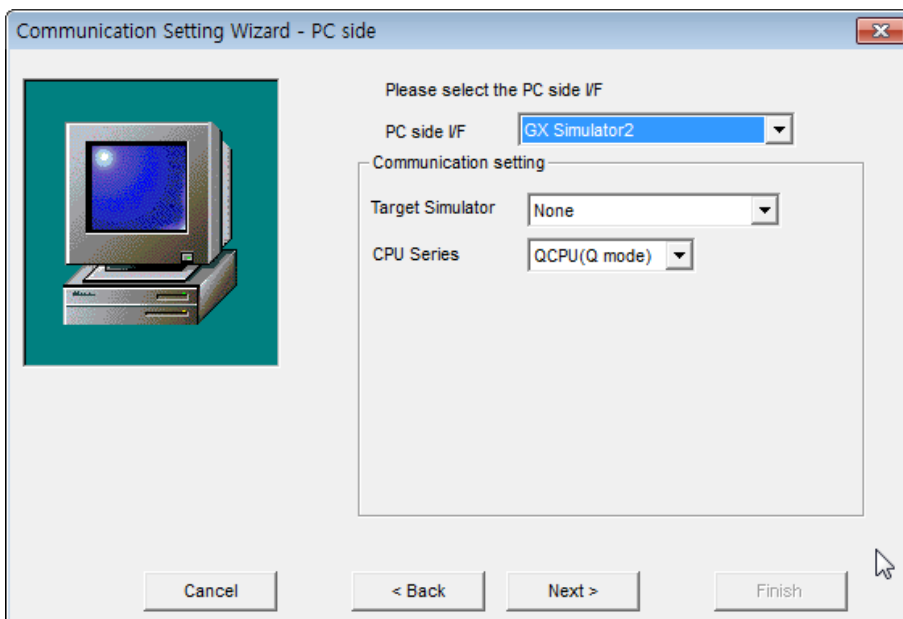 Communication Setting Wizard - PC side
Please select the PC side I/F
PC side I/F GX Simulator2
Communication setting
Target Simulator None
CPU Series QCPU(Q mode)
Cancel < Back Next > Finish